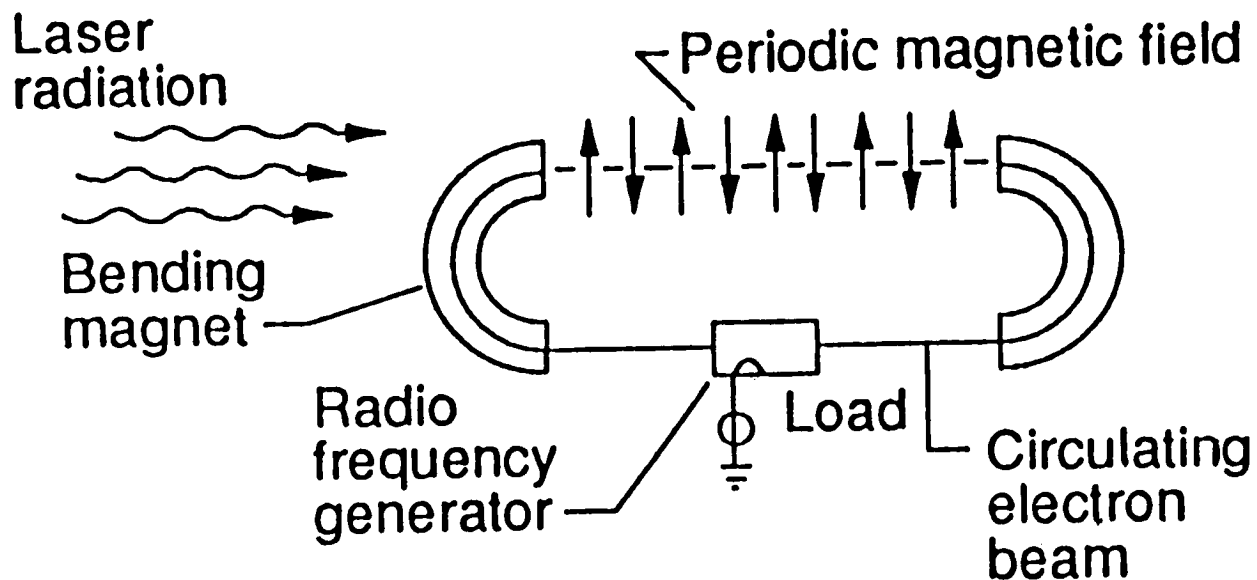 Laser
radiation
Periodic magnetic field
Bending
magnet
Radio
frequency
generator
Load
Circulating
electron
beam